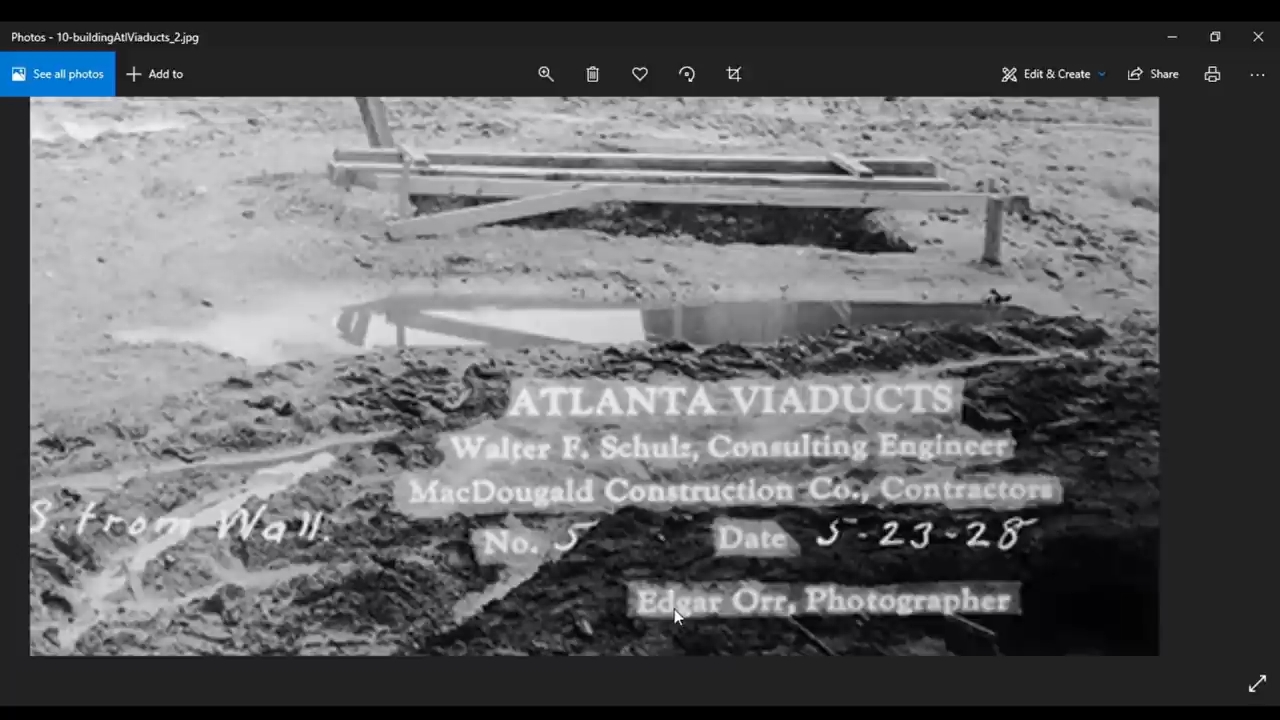 Photos - 10-buildingAtlViaducts_2.jpg
See all photos
Add to
Edit & Create
Share
ATLANTA VIADUCTS
Walter F. Schulz, Consulting Engineer
MacDougald Construction Co., Contractors
S. from Wall.
No. 5 Date 5-23-28
Edgar Orr, Photographer